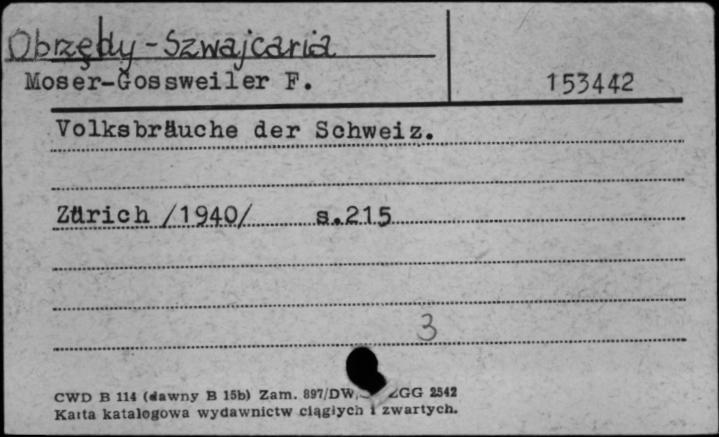 Obrzędy - Szwajcaria
Moser-Gossweiler F. 153442
Volksbräuche der Schweiz.
Zürich /1940/ s.215
3
CWD B 114 (dawny B 15b) Zam. 897/DW, ZGG 2542
Karta katalogowa wydawnictw ciągłych i zwartych.